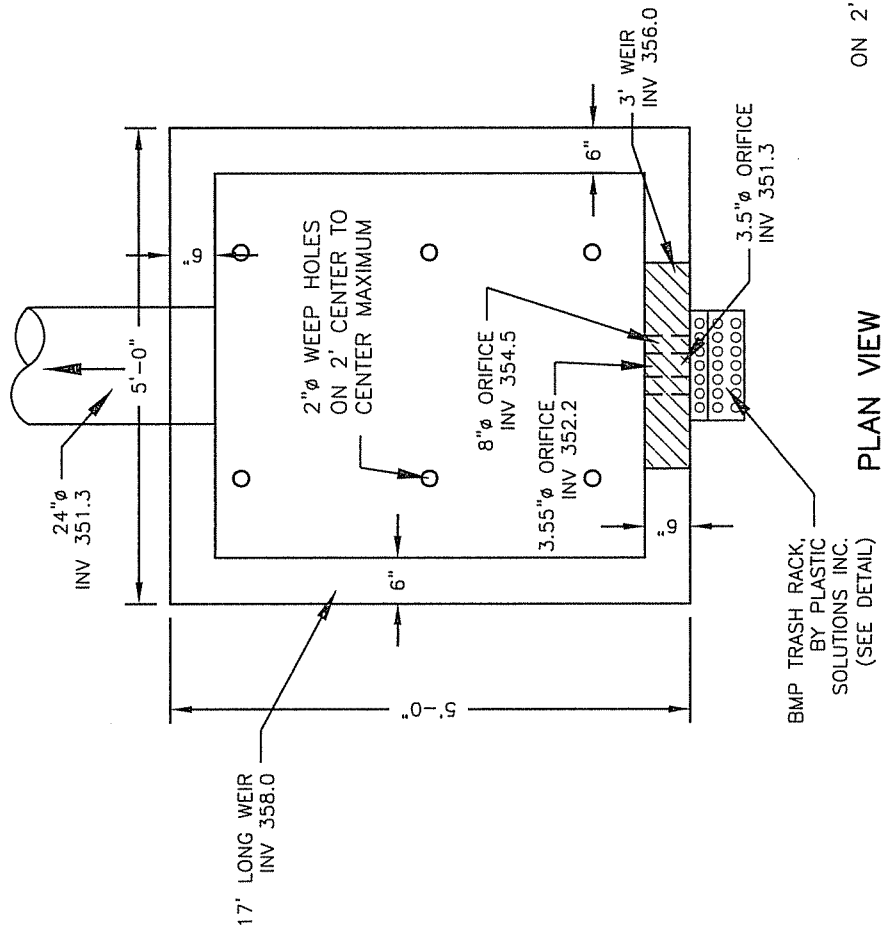 24"ø
INV 351.3
5'-0"
6"
17' LONG WEIR
INV 358.0
2"ø WEEP HOLES
ON 2' CENTER TO
CENTER MAXIMUM
6"
6"
5'-0"
8"ø ORIFICE
INV 354.5
3.55"ø ORIFICE
INV 352.2
6"
3' WEIR
INV 356.0
3.5"ø ORIFICE
INV 351.3
BMP TRASH RACK,
BY PLASTIC
SOLUTIONS INC.
(SEE DETAIL)
PLAN VIEW
ON 2'